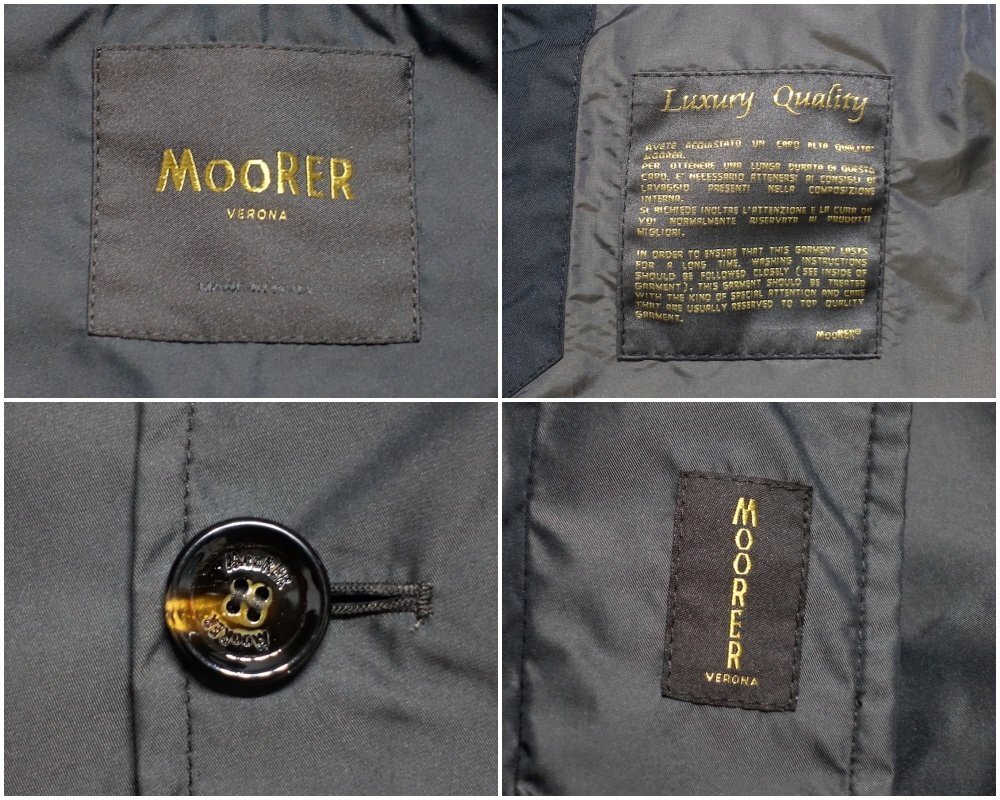 MOORER
VERONA
Luxury Quality
AVETE ACQUISTATO UN CAPO ALTA QUALITA'
MOORER.
PER OTTENERE UNA LUNGA DURATA DI QUESTO
CAPO, E' NECESSARIO ATTENERSI AI CONSIGLI DI
LAVAGGIO PRESENTI NELLA COMPOSIZIONE
INTERNA.
SI RICHIEDE INOLTRE L'ATTENZIONE E LA CURA DA
VOI NORMALMENTE RISERVATA AI PRODOTTI
MIGLIORI.
IN ORDER TO ENSURE THAT THIS GARMENT LASTS
FOR A LONG TIME, WASHING INSTRUCTIONS
SHOULD BE FOLLOWED CLOSELY (SEE INSIDE OF
GARMENT). THIS GARMENT SHOULD BE TREATED
WITH THE KIND OF SPECIAL ATTENTION AND CARE
THAT ARE USUALLY RESERVED TO TOP QUALITY
GARMENT.
MOORER®
MOORER
MOORER
MOORER
VERONA